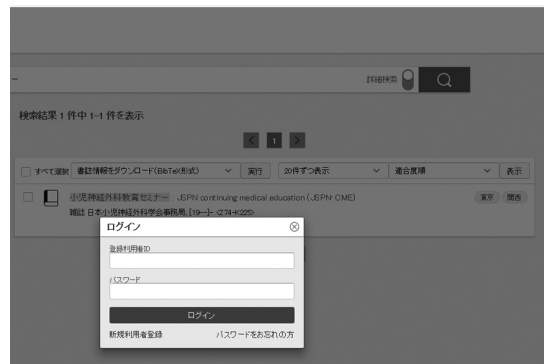 詳細検索
検索結果 1 件中 1-1 件を表示
< 1 >
すべて選択 書誌情報をダウンロード(BibTeX形式) 実行 20件ずつ表示 適合度順 表示
小児神経外科教育セミナー : JSPN continuing medical education (JSPN-CME) 東京 関西
雑誌 日本小児神経外科学会事務局, [19--]- <Z74-K225>
ログイン
登録利用者ID
パスワード
ログイン
新規利用者登録 パスワードをお忘れの方